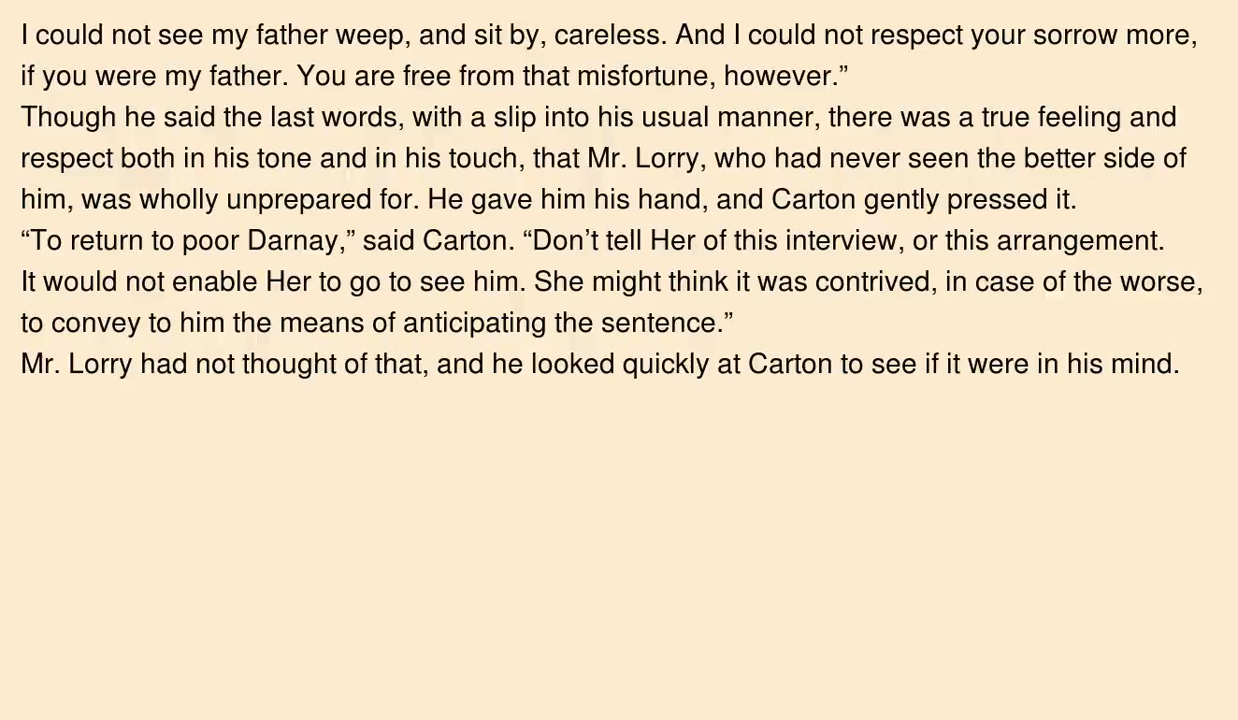 I could not see my father weep, and sit by, careless. And I could not respect your sorrow more,
if you were my father. You are free from that misfortune, however.”
Though he said the last words, with a slip into his usual manner, there was a true feeling and
respect both in his tone and in his touch, that Mr. Lorry, who had never seen the better side of
him, was wholly unprepared for. He gave him his hand, and Carton gently pressed it.
“To return to poor Darnay,” said Carton. “Don’t tell Her of this interview, or this arrangement.
It would not enable Her to go to see him. She might think it was contrived, in case of the worse,
to convey to him the means of anticipating the sentence.”
Mr. Lorry had not thought of that, and he looked quickly at Carton to see if it were in his mind.